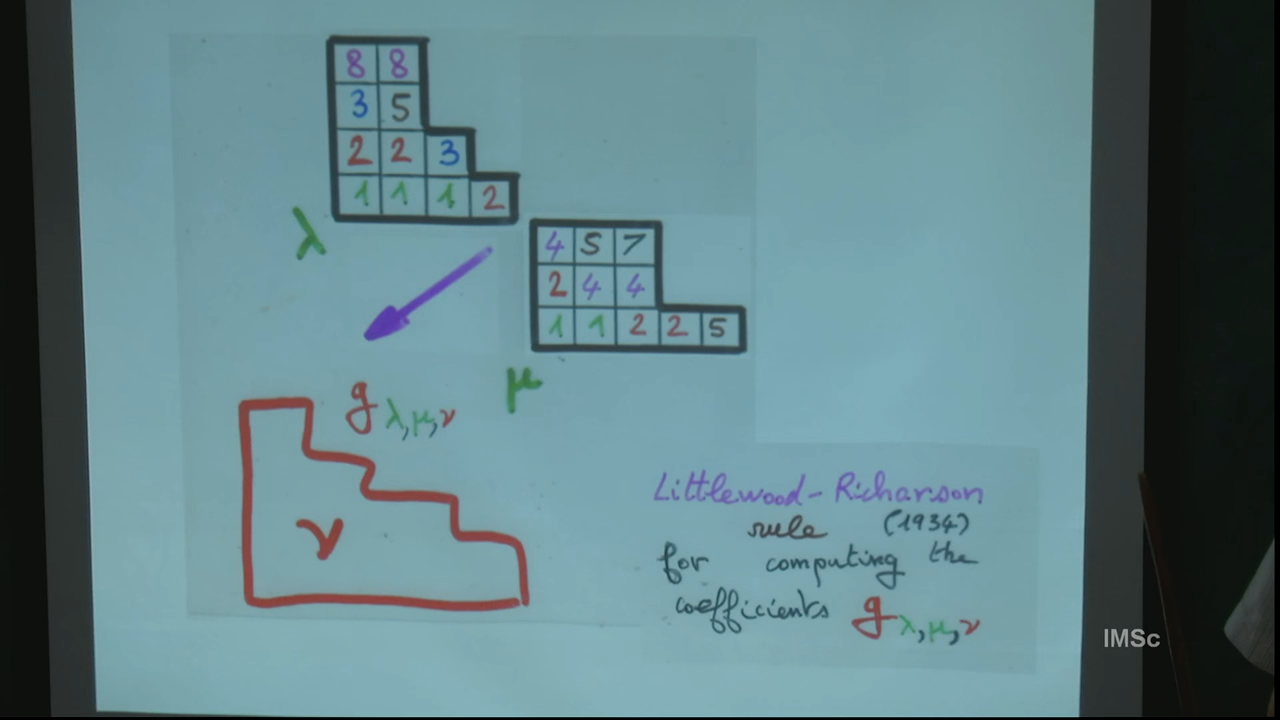 8 8
3 5
2 2 3
1 1 1 2
λ
4 5 7
2 4 4
1 1 2 2 5
μ
g λ,μ,ν
ν
Littlewood-Richarson
rule (1934)
for computing the
coefficients g λ,μ,ν
IMSc